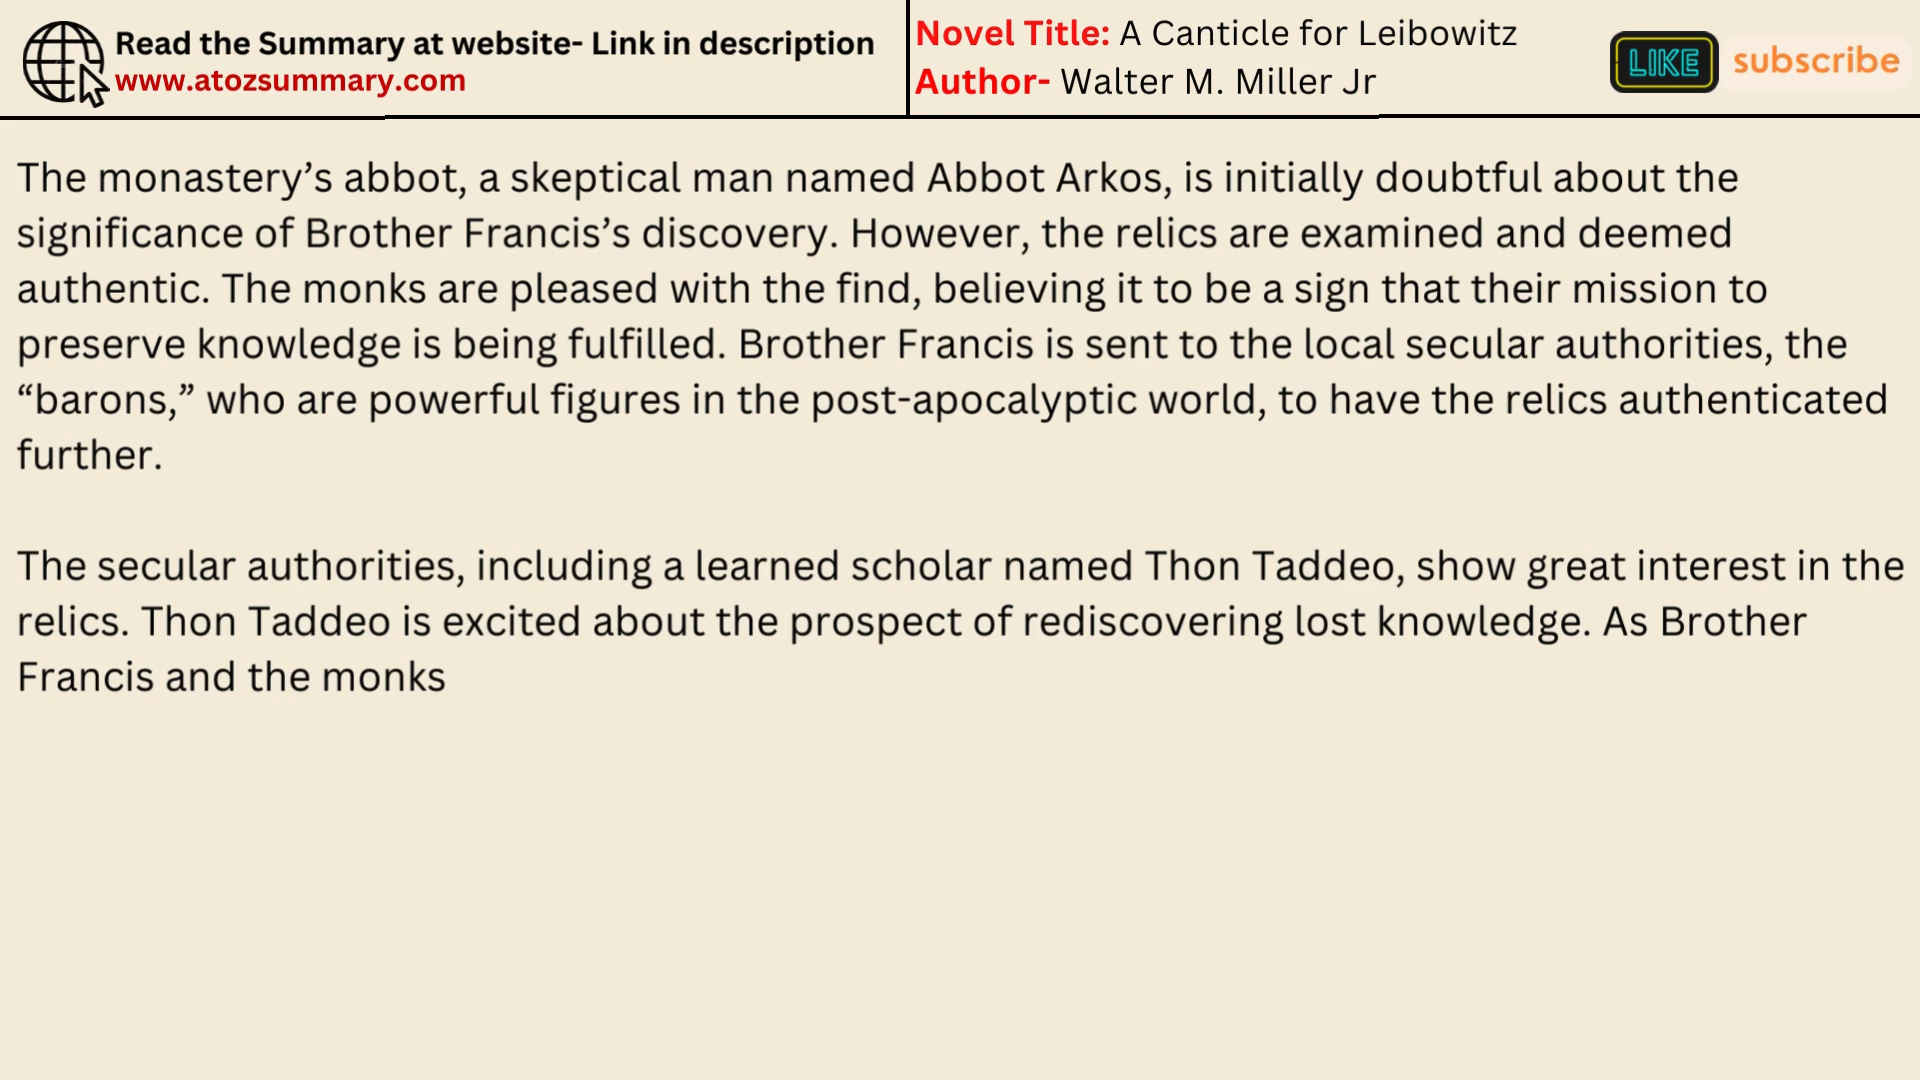 Read the Summary at website- Link in description
www.atozsummary.com
Novel Title: A Canticle for Leibowitz
Author- Walter M. Miller Jr
LIKE
subscribe
The monastery’s abbot, a skeptical man named Abbot Arkos, is initially doubtful about the
significance of Brother Francis’s discovery. However, the relics are examined and deemed
authentic. The monks are pleased with the find, believing it to be a sign that their mission to
preserve knowledge is being fulfilled. Brother Francis is sent to the local secular authorities, the
“barons,” who are powerful figures in the post-apocalyptic world, to have the relics authenticated
further.
The secular authorities, including a learned scholar named Thon Taddeo, show great interest in the
relics. Thon Taddeo is excited about the prospect of rediscovering lost knowledge. As Brother
Francis and the monks